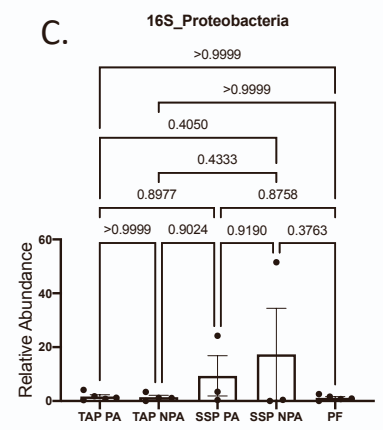 C.
16S_Proteobacteria
>0.9999
>0.9999
0.4050
0.4333
0.8977 0.8758
>0.9999 0.9024 0.9190 0.3763
Relative Abundance
60
40
20
0
TAP PA TAP NPA SSP PA SSP NPA PF